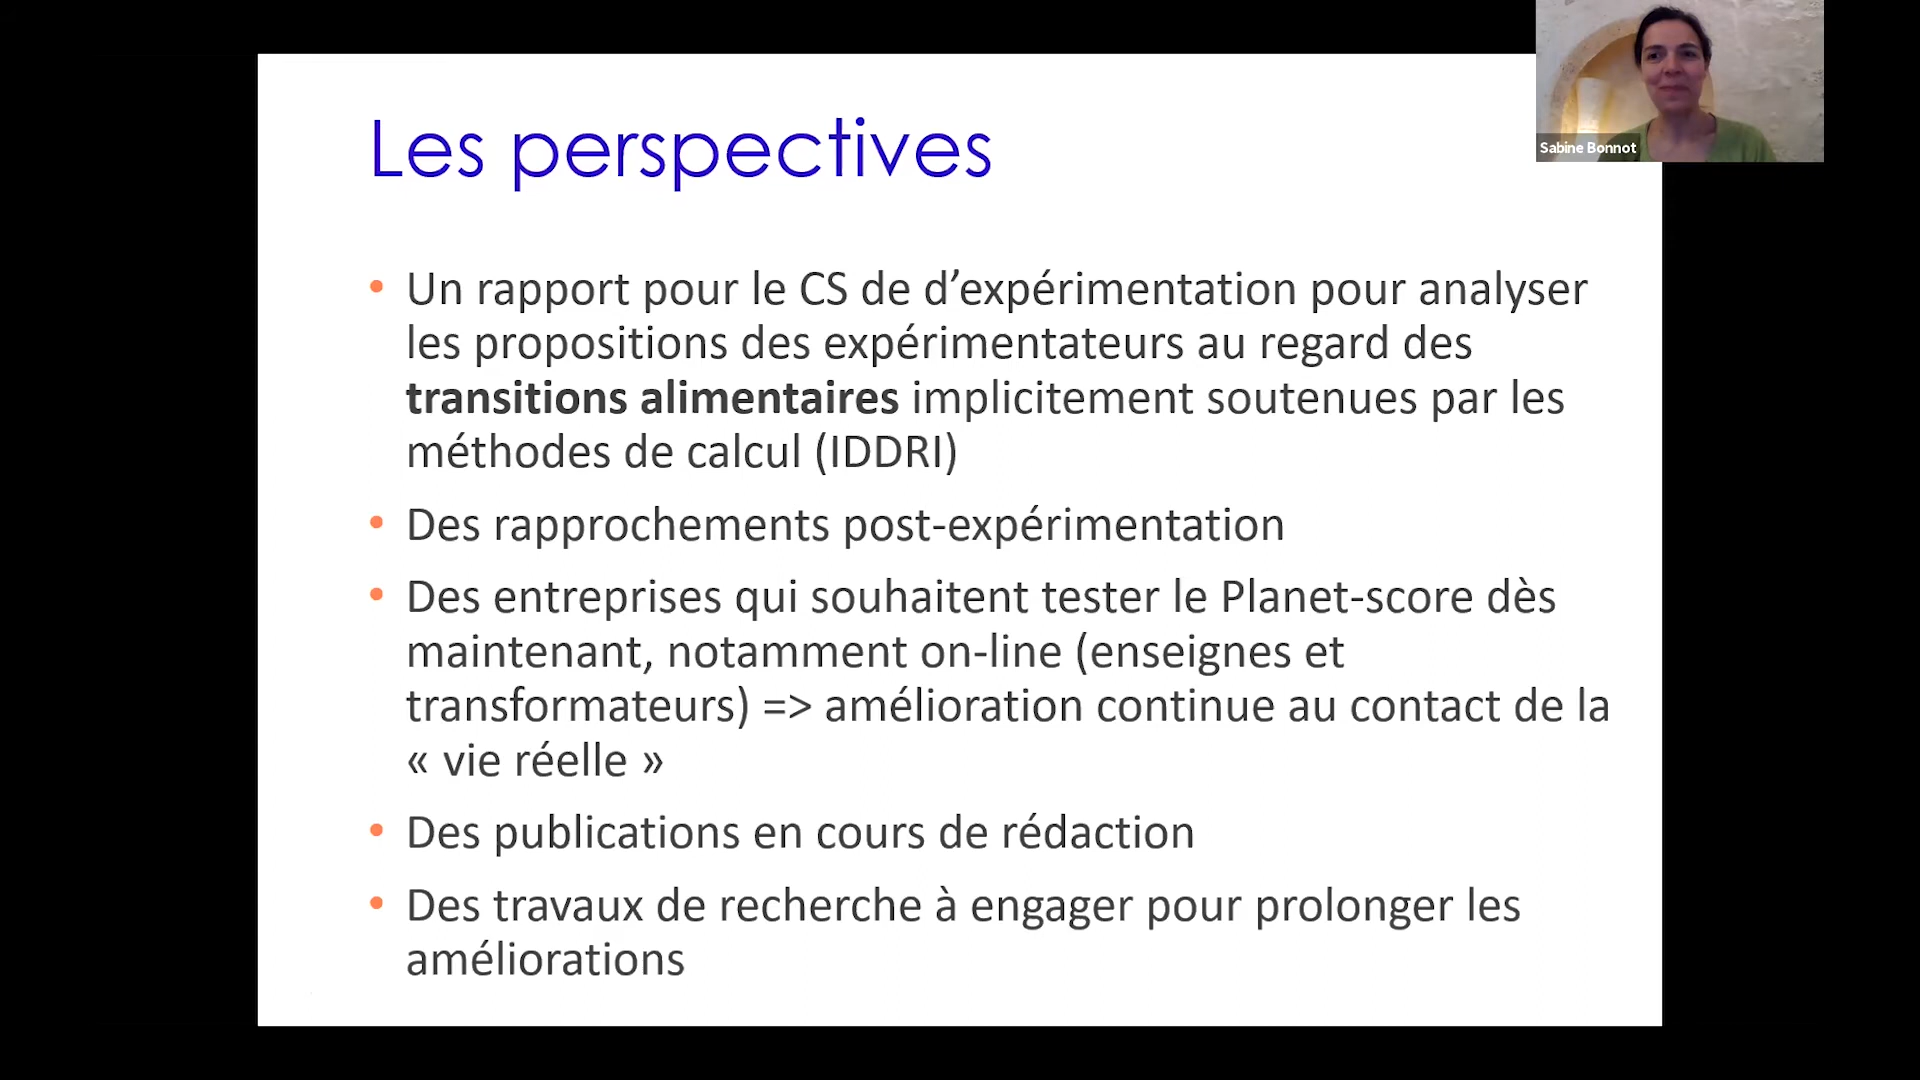 Les perspectives
Sabine Bonnot
• Un rapport pour le CS de d’expérimentation pour analyser
les propositions des expérimentateurs au regard des
transitions alimentaires implicitement soutenues par les
méthodes de calcul (IDDRI)
• Des rapprochements post-expérimentation
• Des entreprises qui souhaitent tester le Planet-score dès
maintenant, notamment on-line (enseignes et
transformateurs) => amélioration continue au contact de la
« vie réelle »
• Des publications en cours de rédaction
• Des travaux de recherche à engager pour prolonger les
améliorations